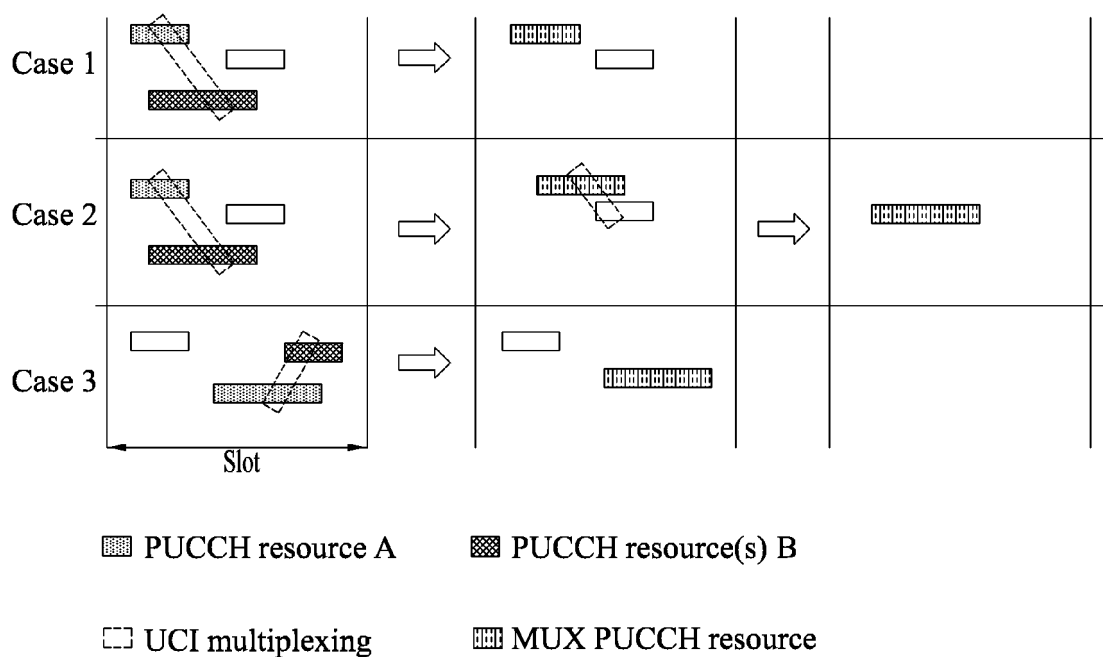 Case 1
Case 2
Case 3
Slot
PUCCH resource A
PUCCH resource(s) B
UCI multiplexing
MUX PUCCH resource